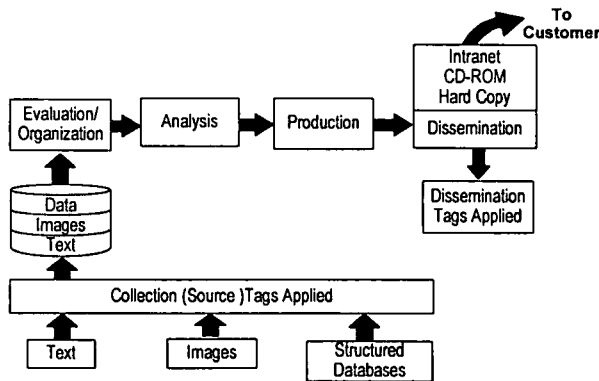 To
Customer
Intranet
CD-ROM
Hard Copy
Dissemination
Evaluation/
Organization
Analysis
Production
Dissemination
Tags Applied
Data
Images
Text
Collection (Source )Tags Applied
Text
Images
Structured
Databases